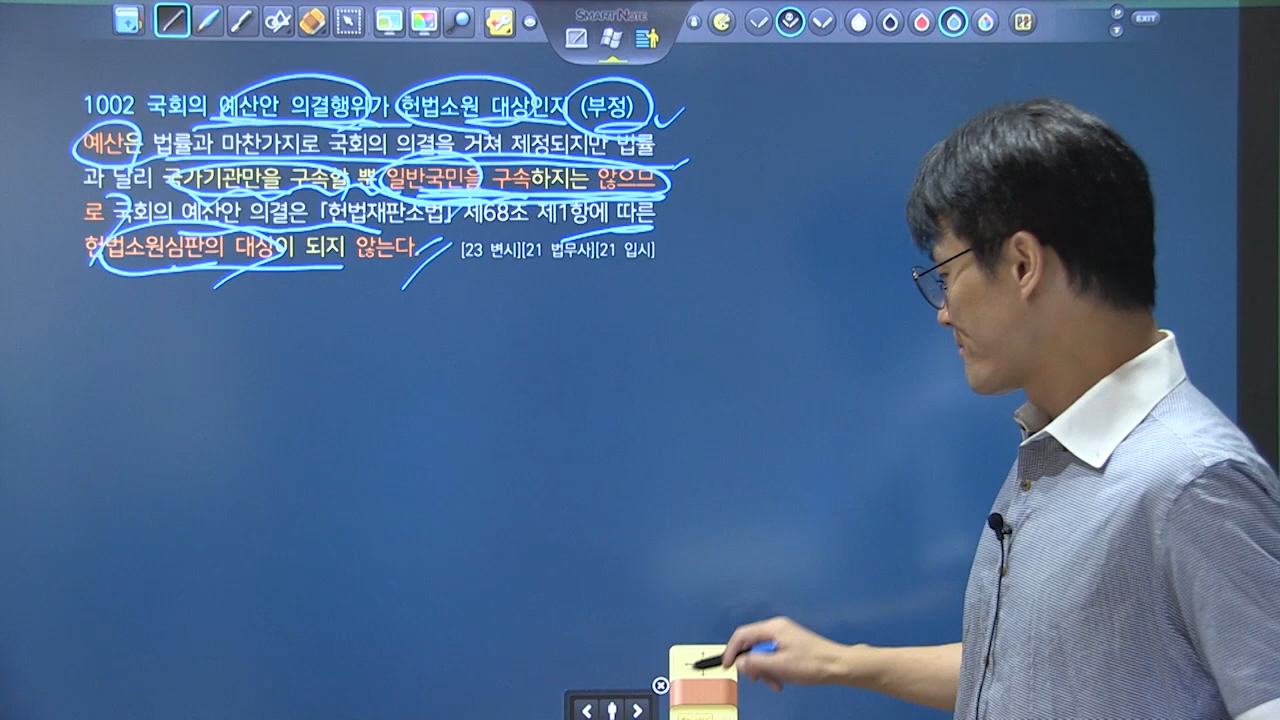 SMART NOTE
EXIT
1002 국회의 예산안 의결행위가 헌법소원 대상인지 (부정)
예산은 법률과 마찬가지로 국회의 의결을 거쳐 제정되지만 법률
과 달리 국가기관만을 구속할 뿐 일반국민을 구속하지는 않으므
로 국회의 예산안 의결은 「헌법재판소법」 제68조 제1항에 따른
헌법소원심판의 대상이 되지 않는다.
[23 변시][21 법무사][21 입시]